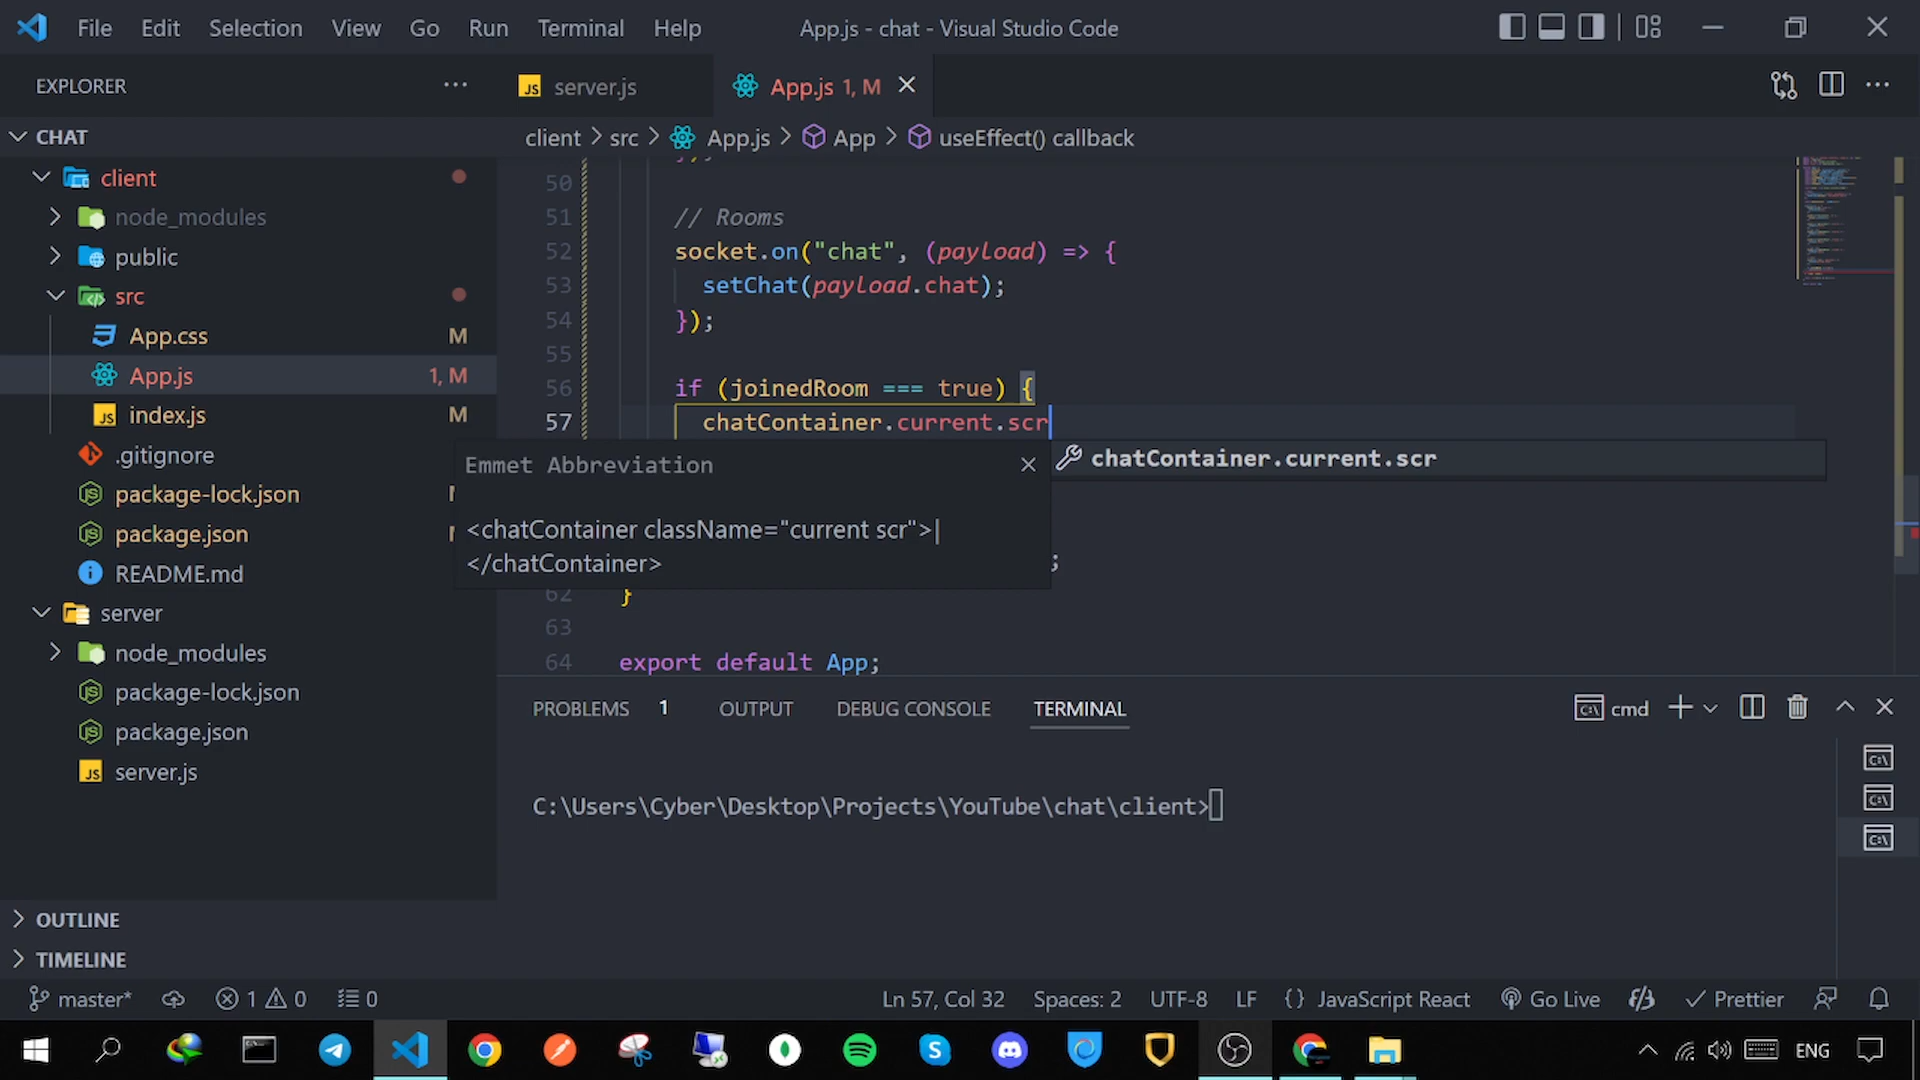 File Edit Selection View Go Run Terminal Help App.js - chat - Visual Studio Code
EXPLORER
server.js
App.js 1, M
CHAT
client > src > App.js > App > useEffect() callback
client
node_modules
public
src
App.css M
App.js 1, M
index.js M
.gitignore
package-lock.json
package.json
README.md
server
node_modules
package-lock.json
package.json
server.js
OUTLINE
TIMELINE
50
51 // Rooms
52 socket.on("chat", (payload) => {
53 setChat(payload.chat);
54 });
55
56 if (joinedRoom === true) {
57 chatContainer.current.scr
Emmet Abbreviation
<chatContainer className="current scr">|
</chatContainer>
chatContainer.current.scr
;
62 }
63
64 export default App;
PROBLEMS 1 OUTPUT DEBUG CONSOLE TERMINAL
cmd
C:\Users\Cyber\Desktop\Projects\YouTube\chat\client>
master* 1 0 0 Ln 57, Col 32 Spaces: 2 UTF-8 LF {} JavaScript React Go Live Prettier
ENG